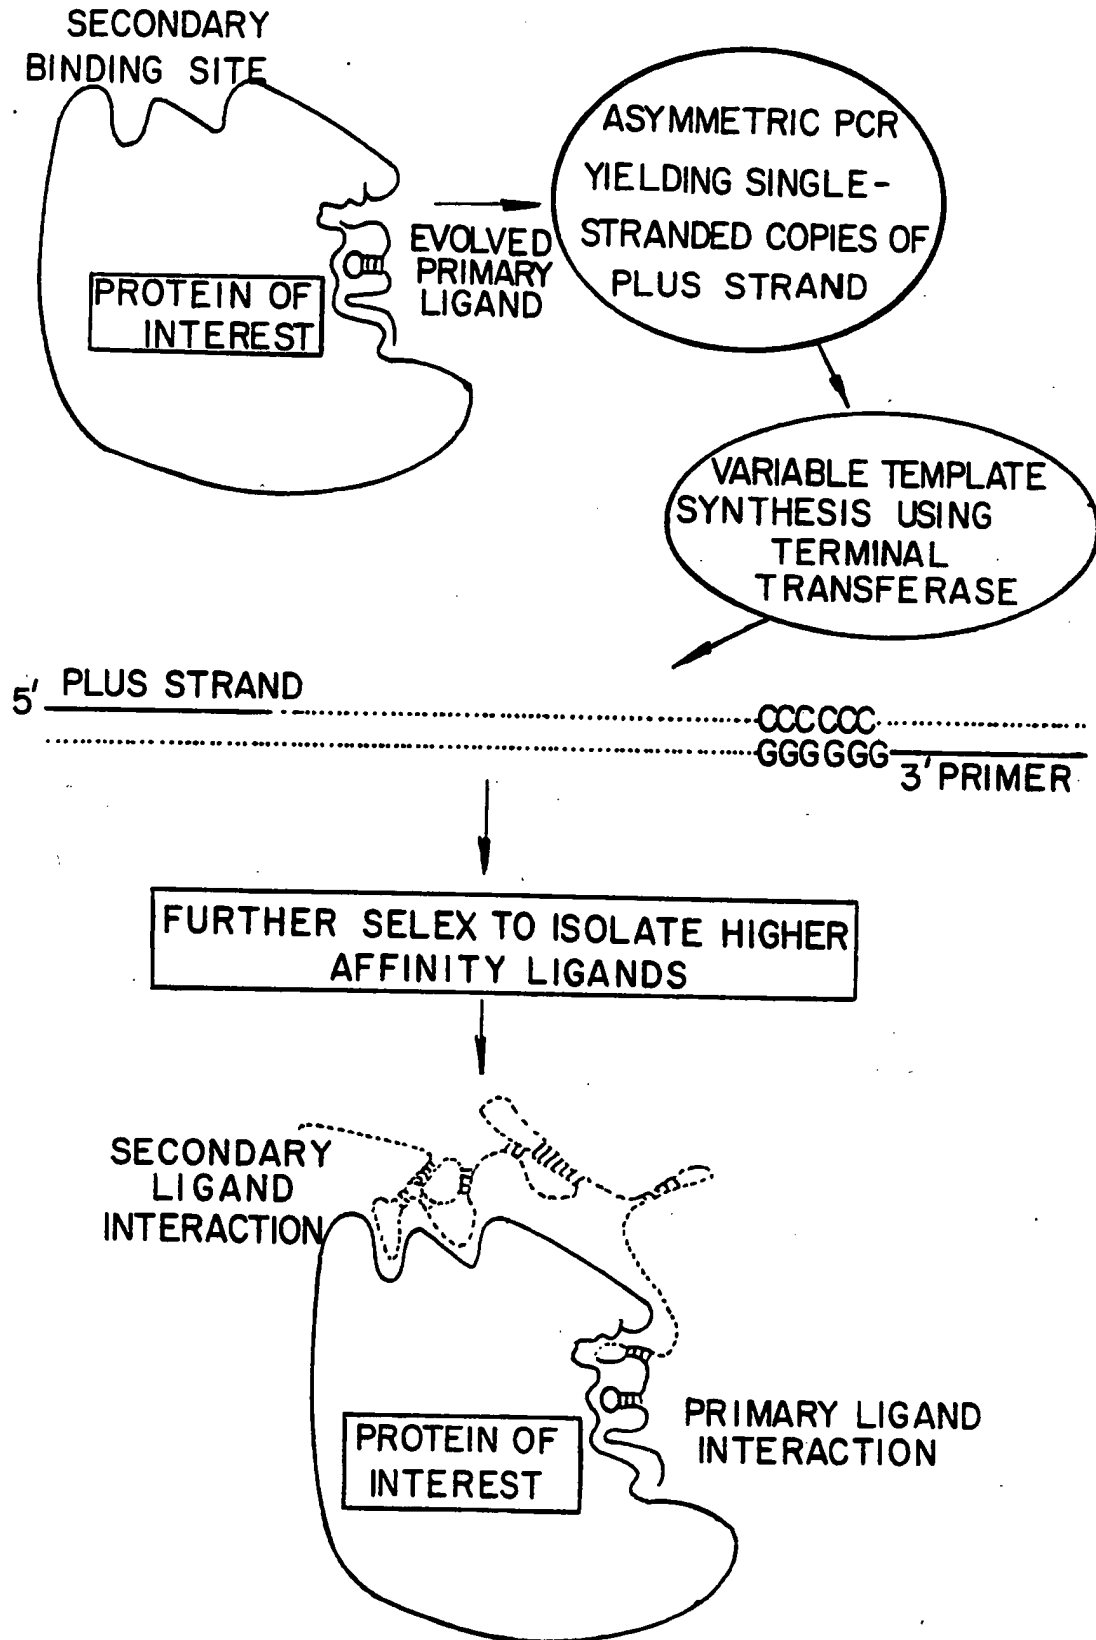 SECONDARY
BINDING SITE
PROTEIN OF
INTEREST
EVOLVED
PRIMARY
LIGAND
ASYMMETRIC PCR
YIELDING SINGLE-
STRANDED COPIES OF
PLUS STRAND
VARIABLE TEMPLATE
SYNTHESIS USING
TERMINAL
TRANSFERASE
5' PLUS STRAND
CCCCCC
GGGGGG
3' PRIMER
FURTHER SELEX TO ISOLATE HIGHER
AFFINITY LIGANDS
SECONDARY
LIGAND
INTERACTION
PROTEIN OF
INTEREST
PRIMARY LIGAND
INTERACTION